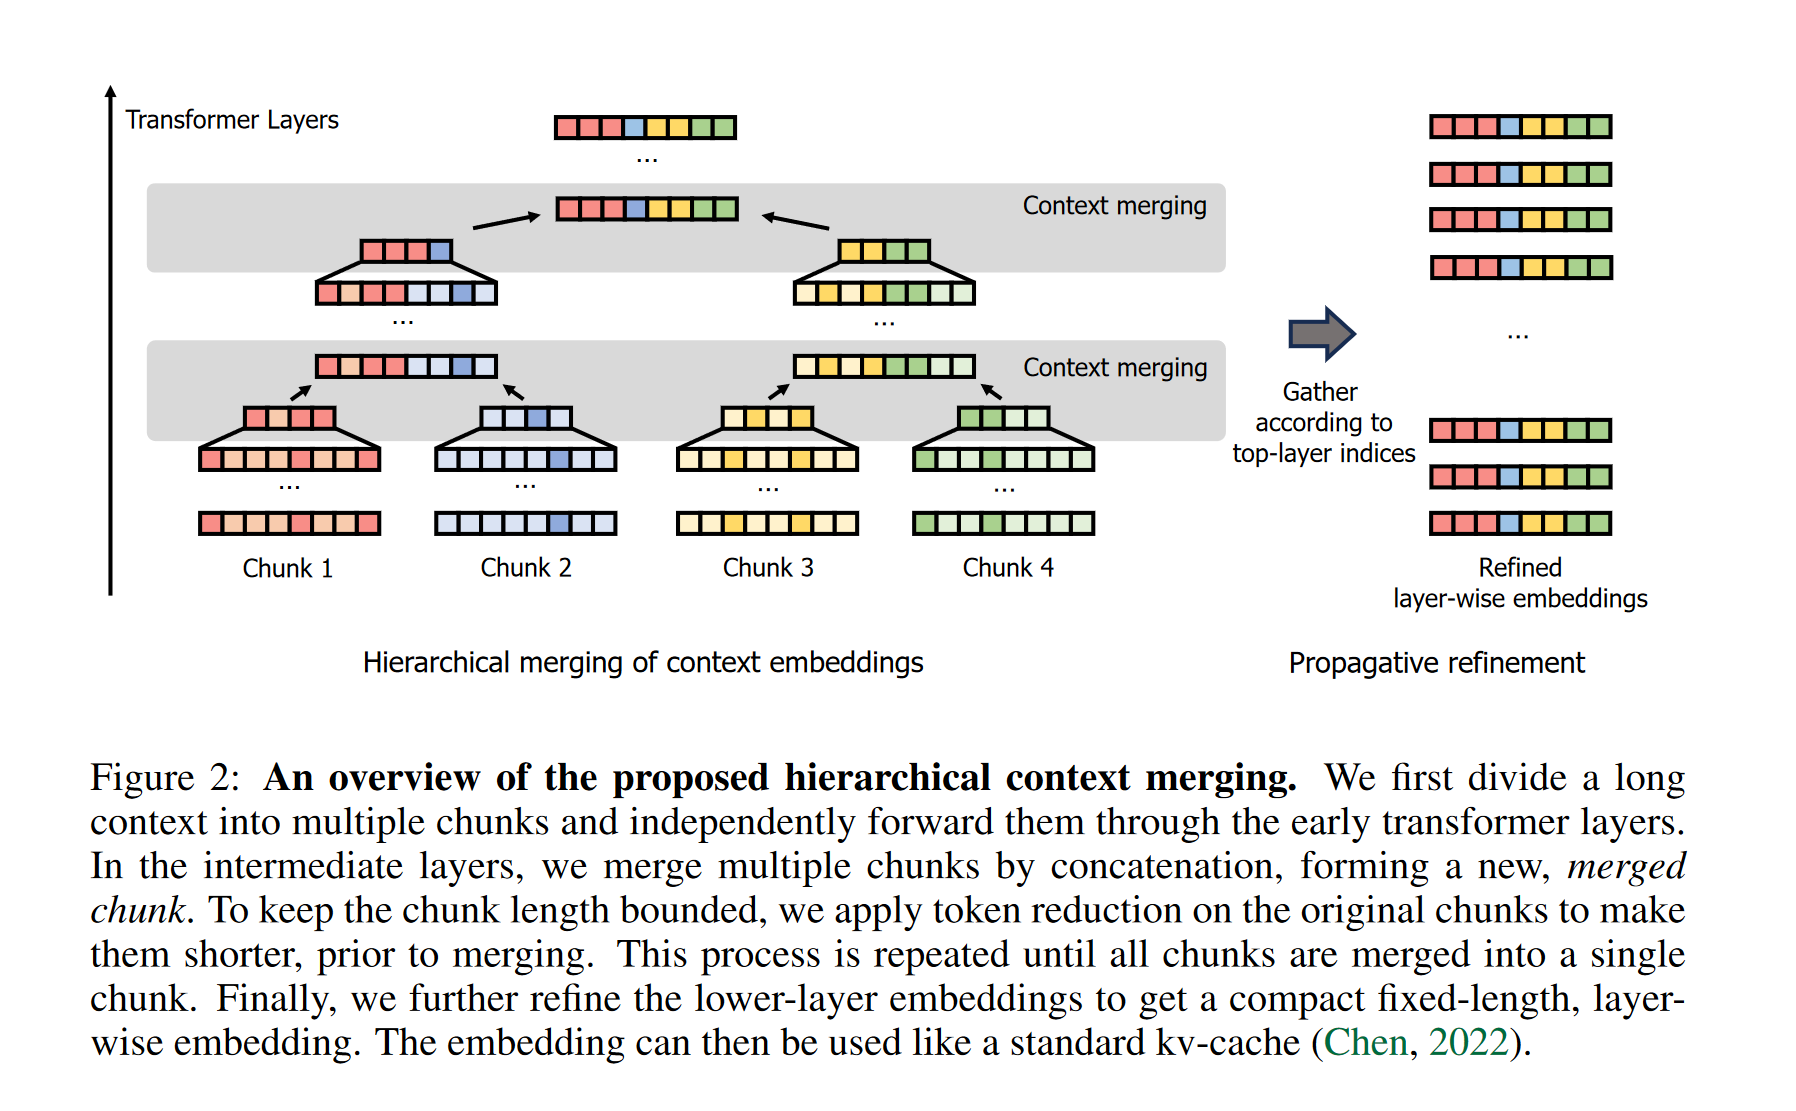 Transformer Layers
...
Context merging
...
...
Context merging
...
...
...
...
Chunk 1
Chunk 2
Chunk 3
Chunk 4
Hierarchical merging of context embeddings
Gather
according to
top-layer indices
...
Refined
layer-wise embeddings
Propagative refinement
Figure 2: An overview of the proposed hierarchical context merging. We first divide a long
context into multiple chunks and independently forward them through the early transformer layers.
In the intermediate layers, we merge multiple chunks by concatenation, forming a new, merged
chunk. To keep the chunk length bounded, we apply token reduction on the original chunks to make
them shorter, prior to merging. This process is repeated until all chunks are merged into a single
chunk. Finally, we further refine the lower-layer embeddings to get a compact fixed-length, layer-
wise embedding. The embedding can then be used like a standard kv-cache (Chen, 2022).